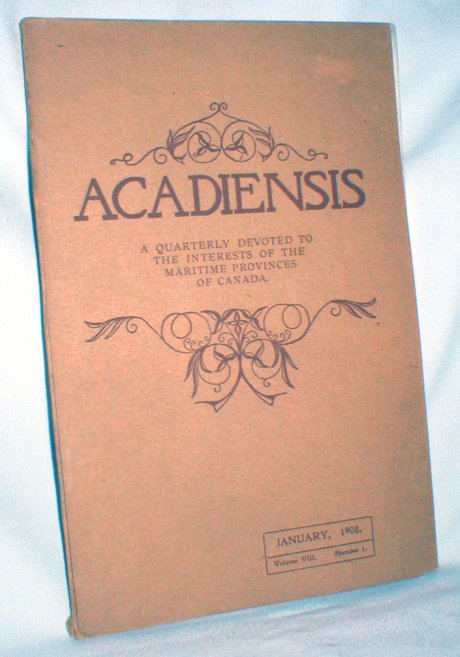 ACADIENSIS
A QUARTERLY DEVOTED TO
THE INTERESTS OF THE
MARITIME PROVINCES
OF CANADA.
JANUARY, 1908.
Volume VIII. Number 1.